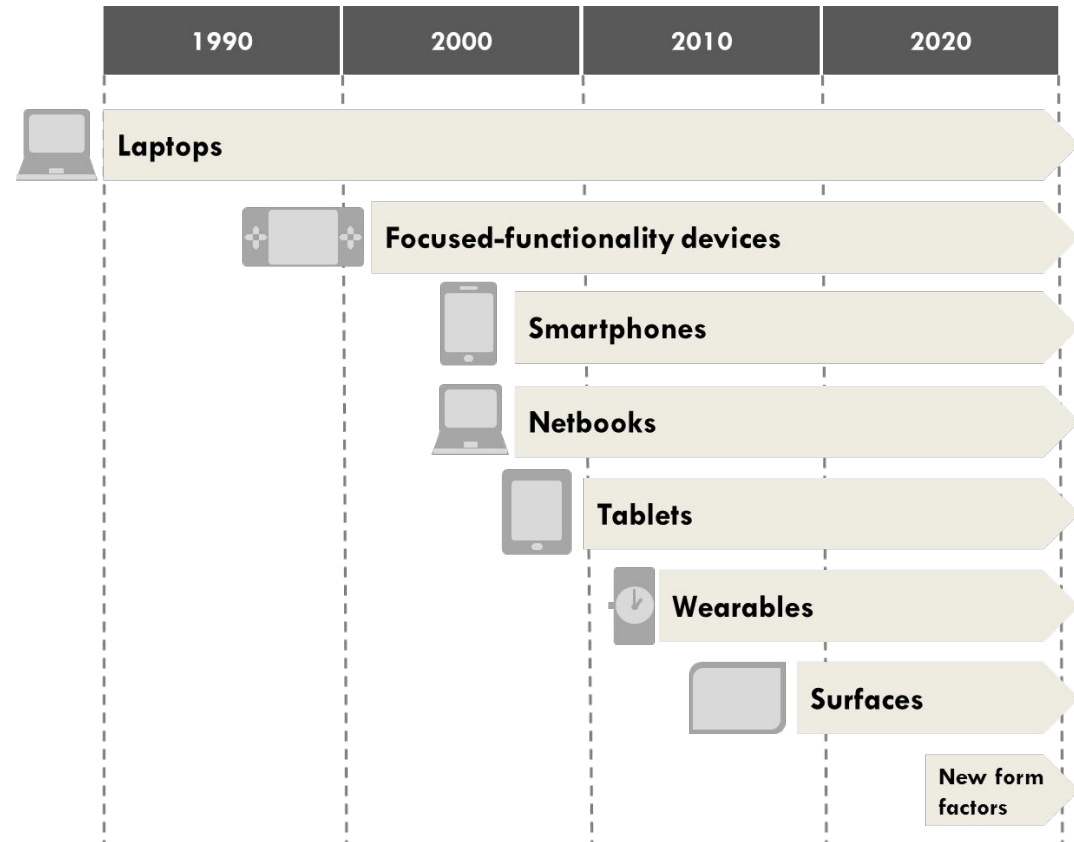 1990 2000 2010 2020
Laptops
Focused-functionality devices
Smartphones
Netbooks
Tablets
Wearables
Surfaces
New form
factors